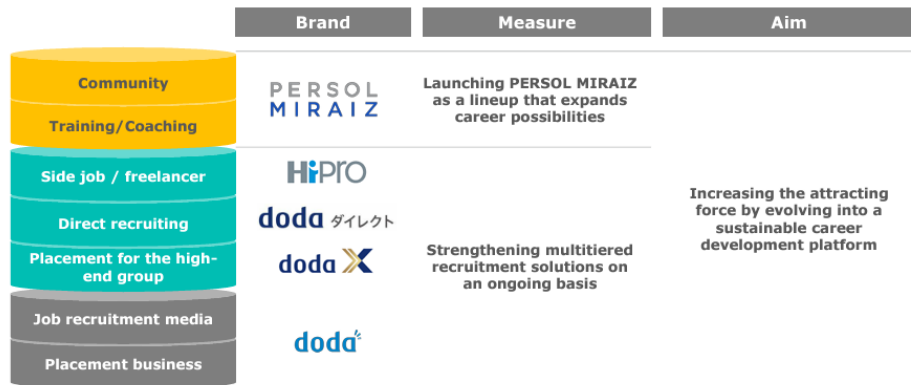 Brand
Measure
Aim
Community
Training/Coaching
PERSOL
MIRAIZ
Launching PERSOL MIRAIZ
as a lineup that expands
career possibilities
Side job / freelancer
Direct recruiting
Placement for the high-
end group
Job recruitment media
Placement business
HiPRO
doda ダイレクト
doda X
doda
Strengthening multitiered
recruitment solutions on
an ongoing basis
Increasing the attracting
force by evolving into a
sustainable career
development platform